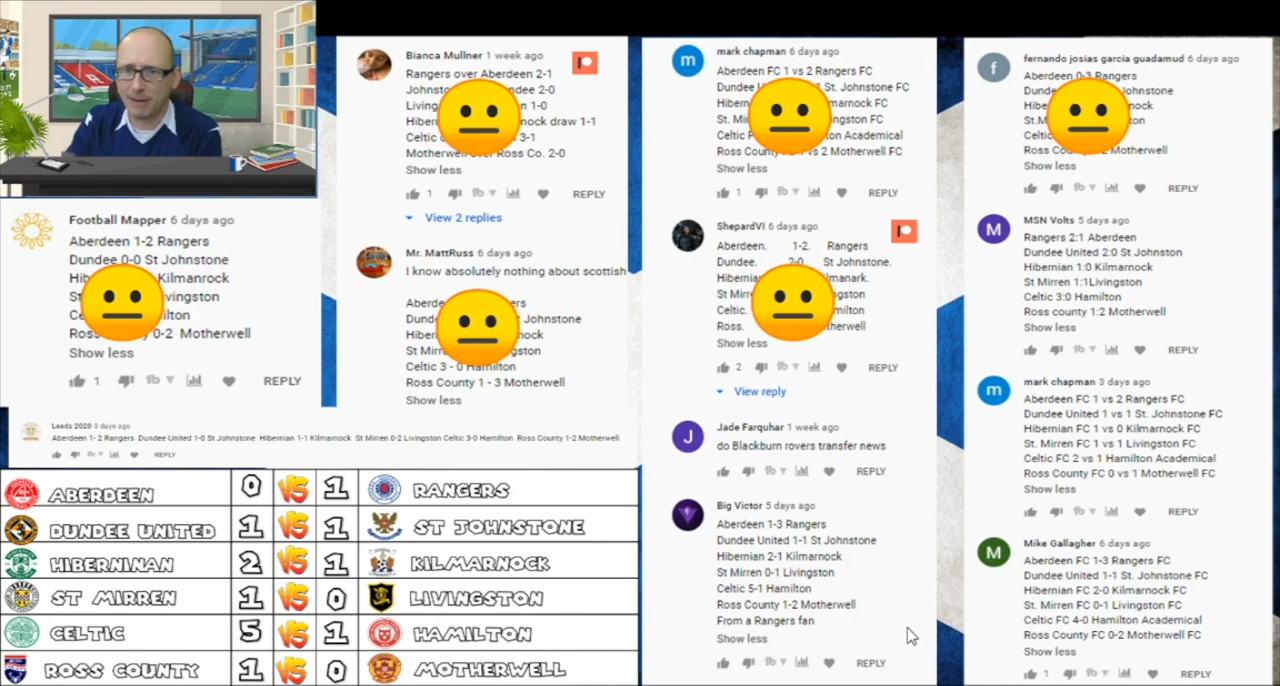 Football Mapper 6 days ago
Aberdeen 1-2 Rangers
Dundee 0-0 St Johnstone
Kilmanrock
Livingston
Ross 0-2 Motherwell
Show less
1 REPLY
Leeds 2020 3 days ago
Aberdeen 1- 2 Rangers Dundee United 1-0 St Johnstone Hibernian 1-1 Kilmarnock St Mirren 0-2 Livingston Celtic 3-0 Hamilton Ross County 1-2 Motherwell
REPLY
ABERDEEN 0 VS 1 RANGERS
DUNDEE UNITED 1 VS 1 ST JOHNSTONE
HIBERNINAN 2 VS 1 KILMARNOCK
ST MIRREN 1 VS 0 LIVINGSTON
CELTIC 5 VS 1 HAMILTON
ROSS COUNTY 1 VS 0 MOTHERWELL
Bianca Mullner 1 week ago
Rangers over Aberdeen 2-1
Johnst dee 2-0
Living n 1-0
Hiber nock draw 1-1
Celtic 3-1
Motherwell over Ross Co. 2-0
Show less
1 REPLY
View 2 replies
Mr. MattRuss 6 days ago
I know absolutely nothing about scottish
Johnstone
Celtic 3 - 0 Hamilton
Ross County 1 - 3 Motherwell
Show less
mark chapman 6 days ago
Aberdeen FC 1 vs 2 Rangers FC
Dundee 1 St. Johnstone FC
Kilmarnock FC
St. FC
Celtic Academical
Ross County vs 2 Motherwell FC
Show less
1 REPLY
ShepardVI 6 days ago
Aberdeen. 1-2. Rangers
Dundee. 2-0 St Johnstone.
Hibernian
St
Celtic.
Ross.
Show less
2 REPLY
View reply
Jade Farquhar 1 week ago
do Blackburn rovers transfer news
REPLY
Big Victor 5 days ago
Aberdeen 1-3 Rangers
Dundee United 1-1 St Johnstone
Hibernian 2-1 Kilmarnock
St Mirren 0-1 Livingston
Celtic 5-1 Hamilton
Ross County 1-2 Motherwell
From a Rangers fan
Show less
REPLY
fernando josias garcia guadamud 6 days ago
Aberdeen 0-3 Rangers
Johnstone
Ross Motherwell
Show less
REPLY
MSN Volts 5 days ago
Rangers 2:1 Aberdeen
Dundee United 2:0 St Johnston
Hibernian 1:0 Kilmarnock
St Mirren 1:1Livingston
Celtic 3:0 Hamilton
Ross county 1:2 Motherwell
Show less
REPLY
mark chapman 3 days ago
Aberdeen FC 1 vs 2 Rangers FC
Dundee United 1 vs 1 St. Johnstone FC
Hibernian FC 1 vs 0 Kilmarnock FC
St. Mirren FC 1 vs 1 Livingston FC
Celtic FC 2 vs 1 Hamilton Academical
Ross County FC 0 vs 1 Motherwell FC
Show less
REPLY
Mike Gallagher 6 days ago
Aberdeen FC 1-3 Rangers FC
Dundee United 1-1 St. Johnstone FC
Hibernian FC 2-0 Kilmarnock FC
St. Mirren FC 0-1 Livingston FC
Celtic FC 4-0 Hamilton Academical
Ross County FC 0-2 Motherwell FC
Show less
1 REPLY